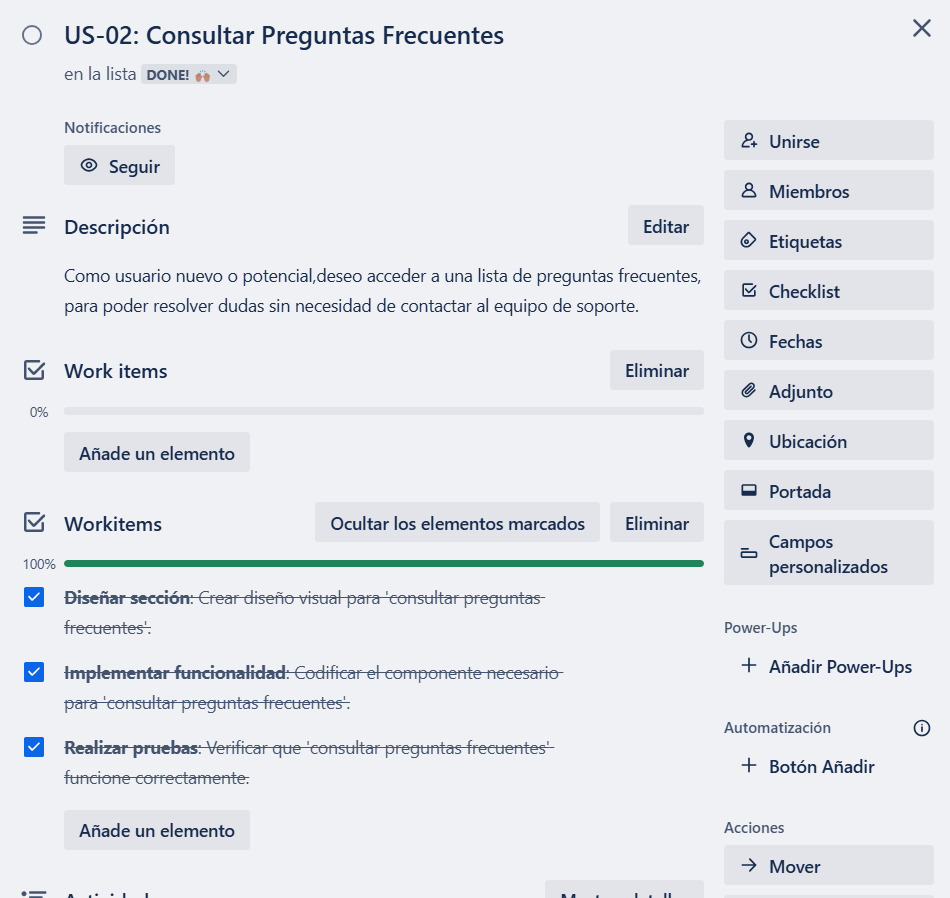 US-02: Consultar Preguntas Frecuentes
en la lista DONE! 🙌🏽
Notificaciones
Seguir
Descripción
Editar
Como usuario nuevo o potencial,deseo acceder a una lista de preguntas frecuentes,
para poder resolver dudas sin necesidad de contactar al equipo de soporte.
Work items
Eliminar
0%
Añade un elemento
Workitems
Ocultar los elementos marcados
Eliminar
100%
Diseñar sección: Crear diseño visual para 'consultar preguntas
frecuentes'.
Implementar funcionalidad: Codificar el componente necesario
para 'consultar preguntas frecuentes'.
Realizar pruebas: Verificar que 'consultar preguntas frecuentes'
funcione correctamente.
Añade un elemento
Unirse
Miembros
Etiquetas
Checklist
Fechas
Adjunto
Ubicación
Portada
Campos
personalizados
Power-Ups
Añadir Power-Ups
Automatización
Botón Añadir
Acciones
Mover